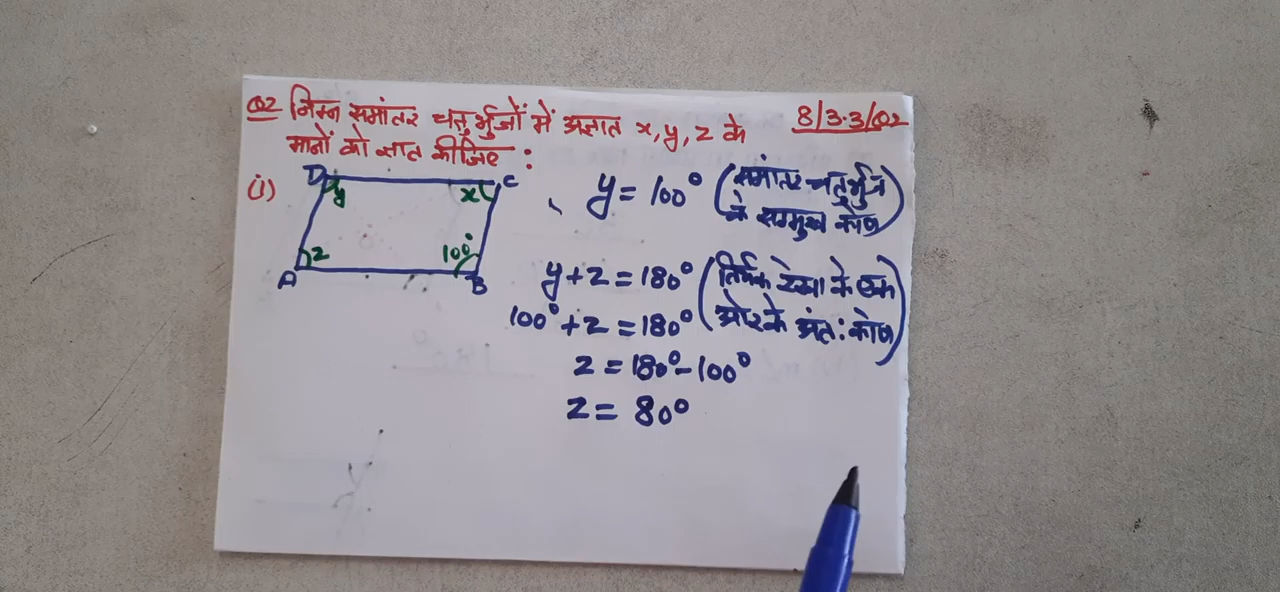 Q2 निम्न समांतर चतुर्भुजों में अज्ञात x, y, z के
मानों को ज्ञात कीजिए :
8/3.3/Q2
(i)
D
C
y
x
z
100°
A
B
y = 100° (समांतर चतुर्भुज
के सम्मुख कोण)
y + z = 180° (तिर्यक रेखा के एक
100° + z = 180° ओर के अंत: कोण)
z = 180° - 100°
z = 80°